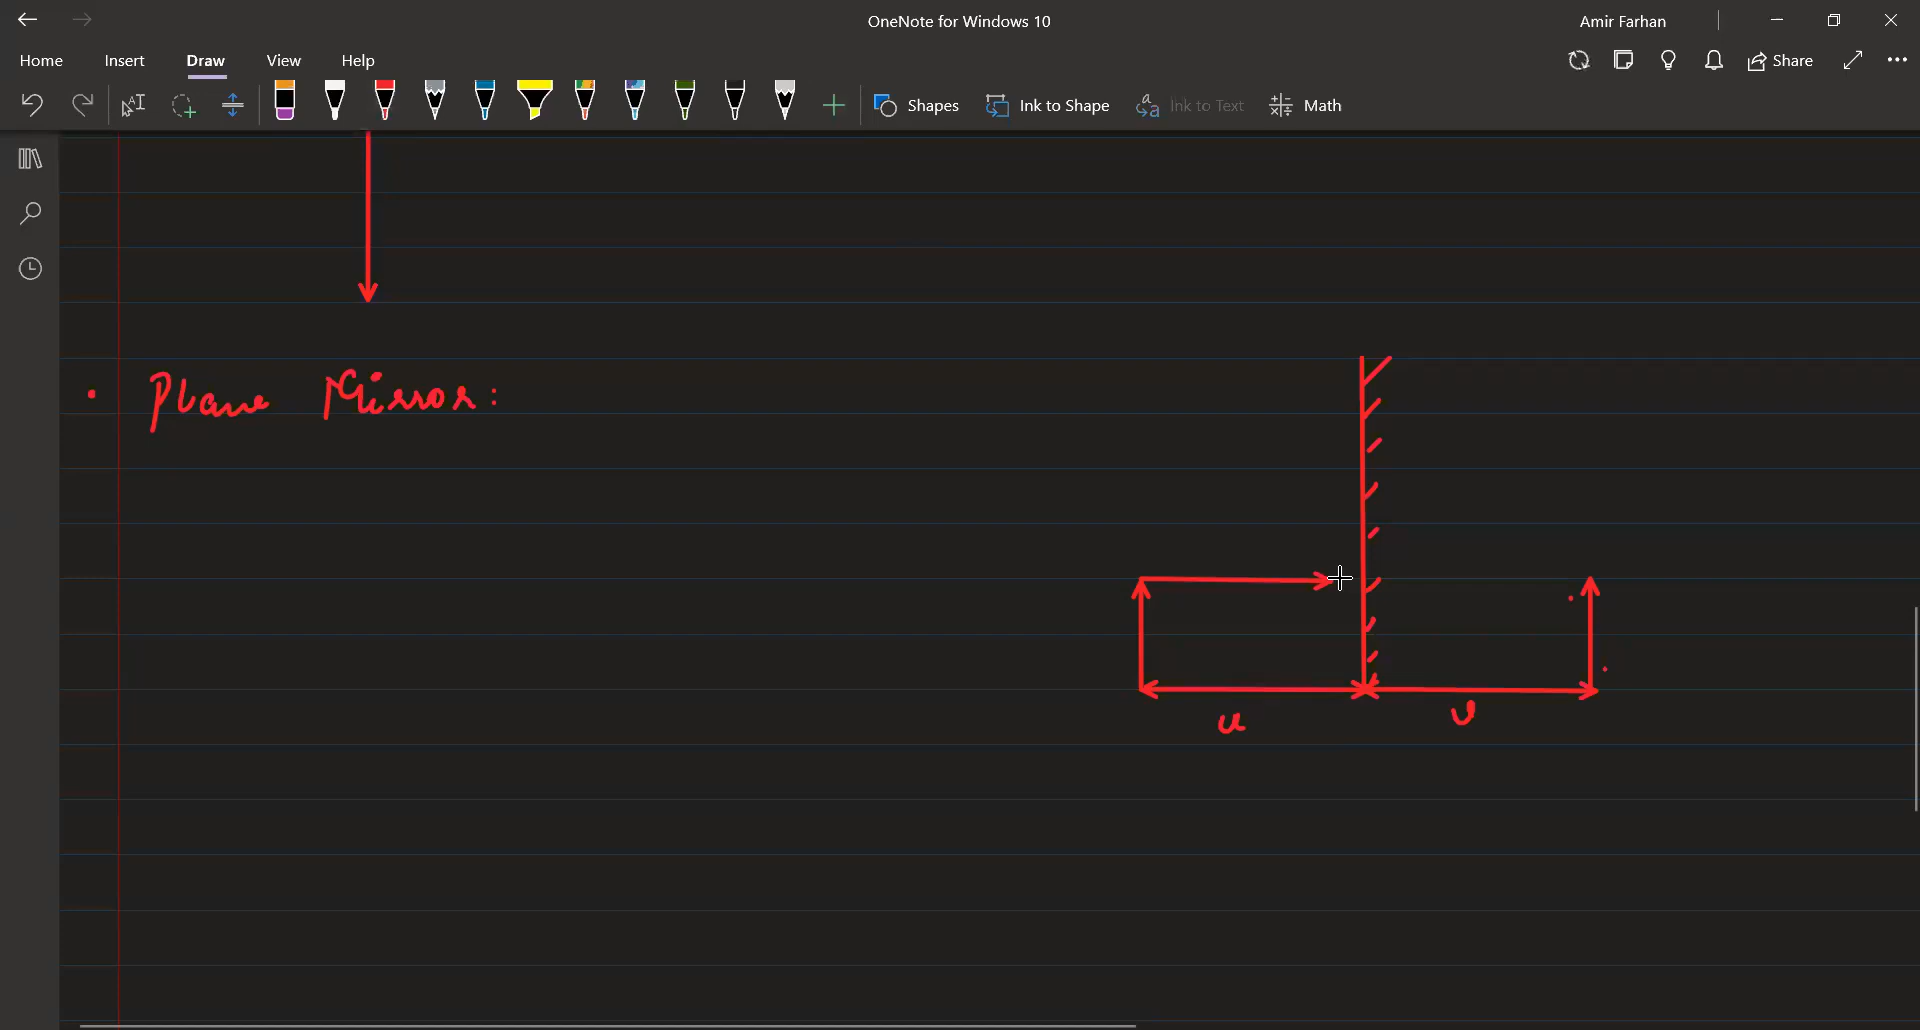 OneNote for Windows 10
Amir Farhan
Home Insert Draw View Help
Share
Shapes Ink to Shape Ink to Text Math
• Plane Mirror:
u
v